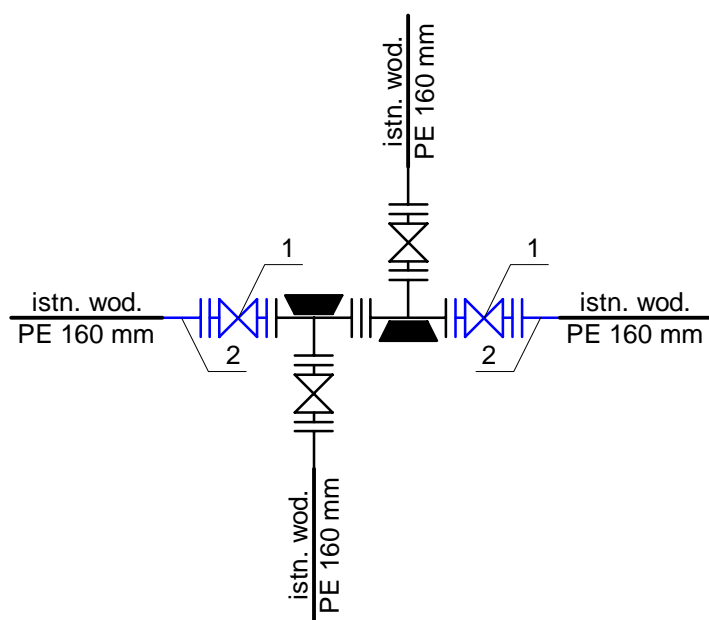 istn. wod.
PE 160 mm
1
1
istn. wod.
PE 160 mm
2
istn. wod.
PE 160 mm
2
istn. wod.
PE 160 mm